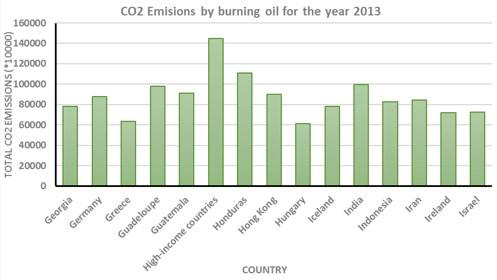 CO2 Emisions by burning oil for the year 2013
TOTAL CO2 EMISSIONS (*10000)
160000
140000
120000
100000
80000
60000
40000
20000
0
Georgia
Germany
Greece
Guadeloupe
Guatemala
High-income countries
Honduras
Hong Kong
Hungary
Iceland
India
Indonesia
Iran
Ireland
Israel
COUNTRY